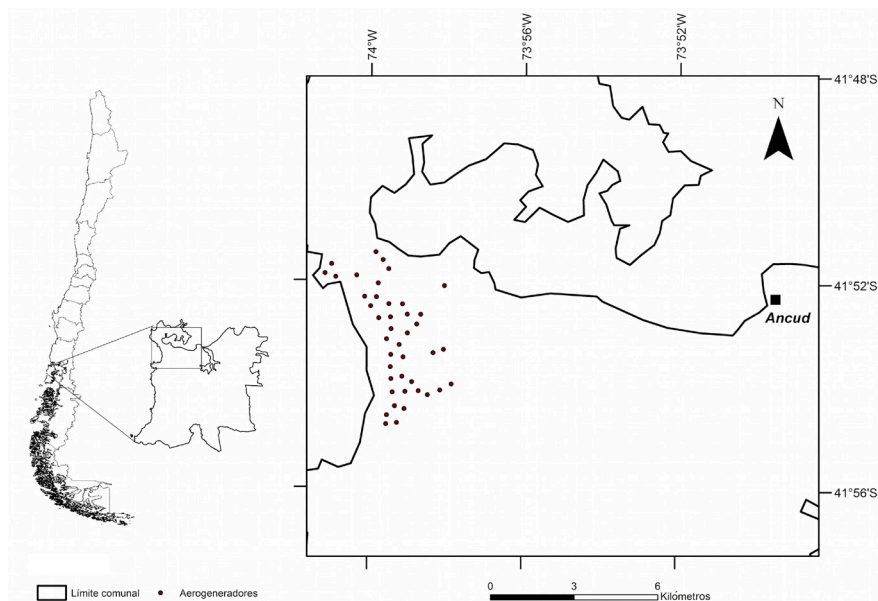 74°W
73°56'W
73°52'W
41°48'S
N
41°52'S
Ancud
41°56'S
Límite comunal
Aerogeneradores
0 3 6
Kilómetros